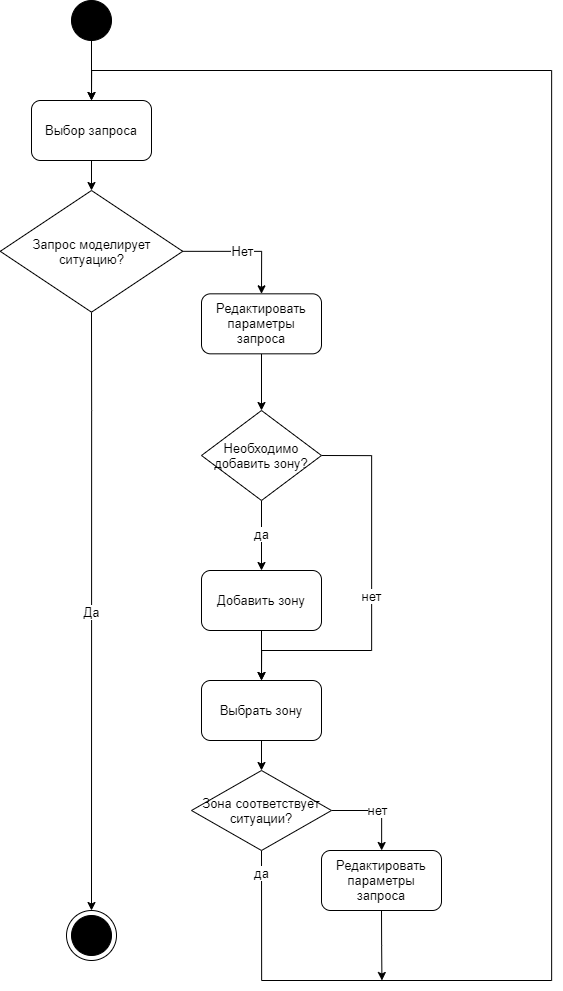 Выбор запроса
Запрос моделирует
ситуацию?
Нет
Редактировать
параметры
запроса
Необходимо
добавить зону?
да
Добавить зону
нет
Да
Выбрать зону
Зона соответствует
ситуации?
нет
да
Редактировать
параметры
запроса